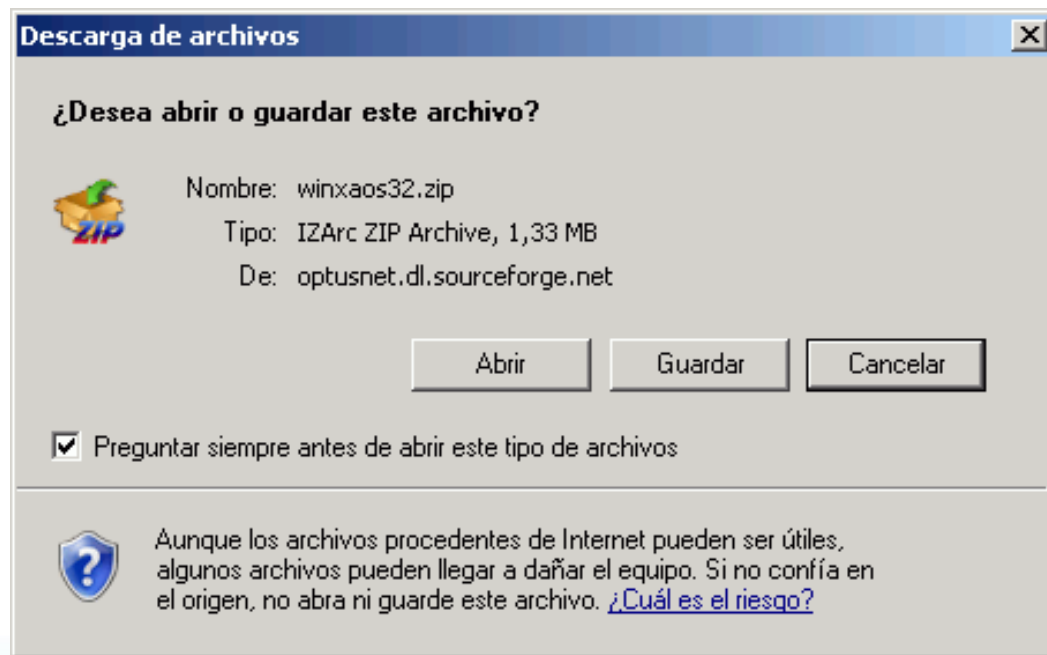 Descarga de archivos
¿Desea abrir o guardar este archivo?
ZIP
Nombre: winxaos32.zip
Tipo: IZArc ZIP Archive, 1,33 MB
De: optusnet.dl.sourceforge.net
Abrir Guardar Cancelar
Preguntar siempre antes de abrir este tipo de archivos
Aunque los archivos procedentes de Internet pueden ser útiles,
algunos archivos pueden llegar a dañar el equipo. Si no confía en
el origen, no abra ni guarde este archivo. ¿Cuál es el riesgo?